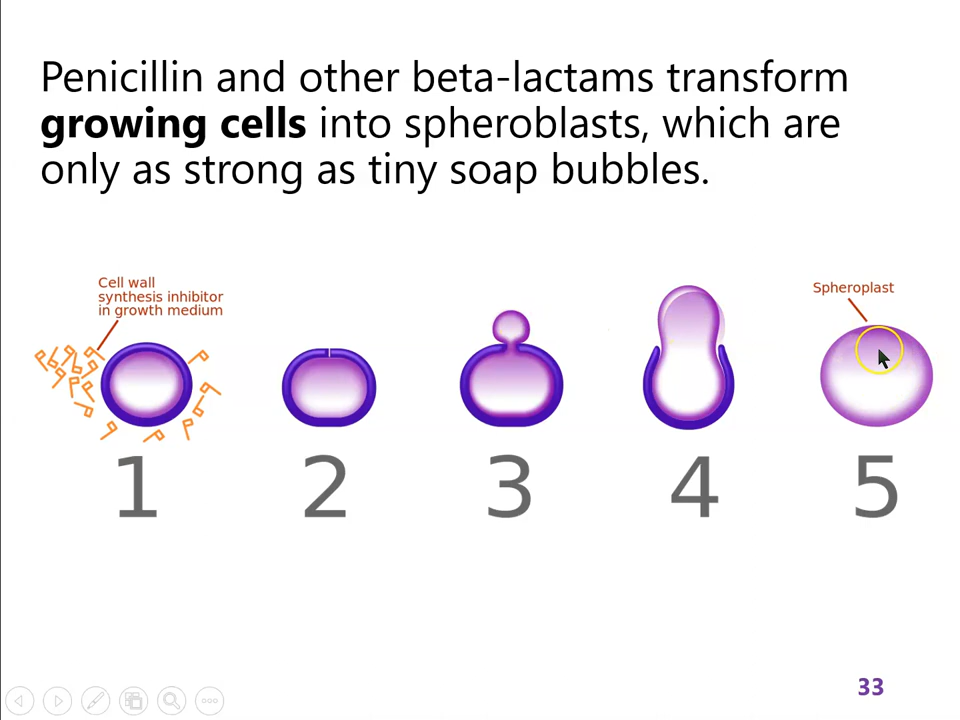 Penicillin and other beta-lactams transform
growing cells into spheroblasts, which are
only as strong as tiny soap bubbles.
Cell wall
synthesis inhibitor
in growth medium
Spheroplast
1 2 3 4 5
33